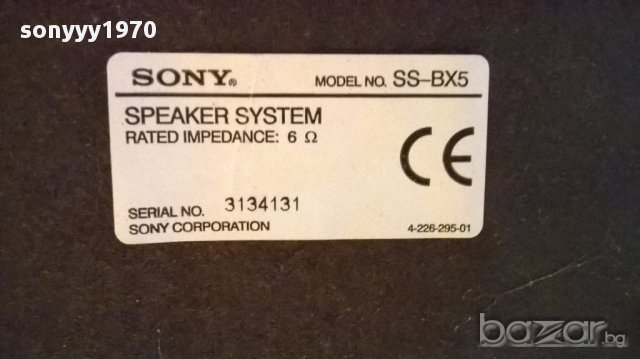 sonyyy1970
SONY®
MODEL NO. SS-BX5
SPEAKER SYSTEM
RATED IMPEDANCE: 6 Ω
CE
SERIAL NO. 3134131
SONY CORPORATION
4-226-295-01
bazar.bg